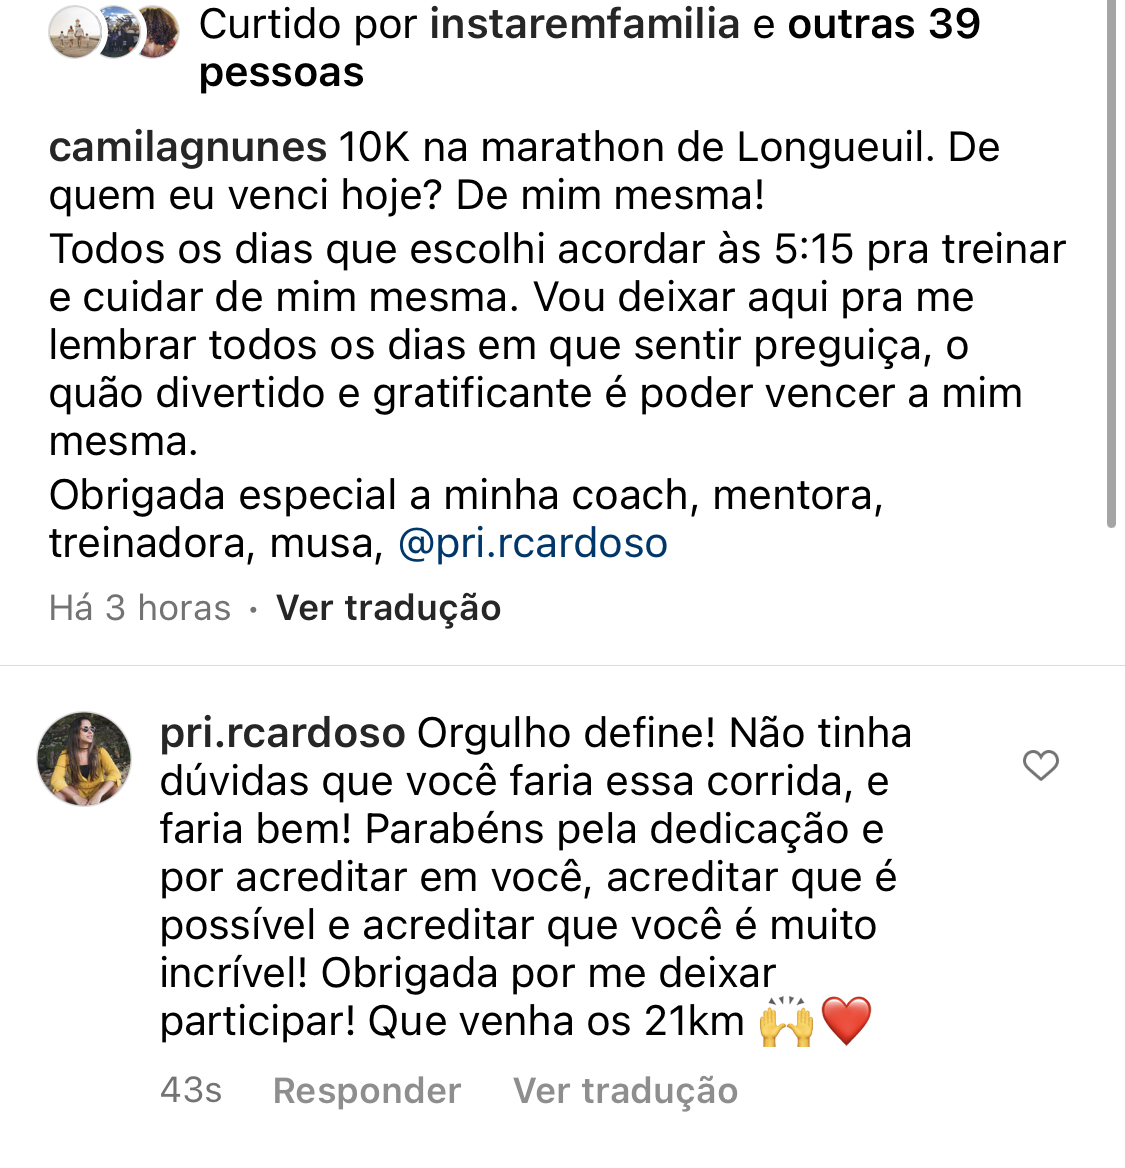 Curtido por instaremfamilia e outras 39
pessoas
camilagnunes 10K na marathon de Longueuil. De
quem eu venci hoje? De mim mesma!
Todos os dias que escolhi acordar às 5:15 pra treinar
e cuidar de mim mesma. Vou deixar aqui pra me
lembrar todos os dias em que sentir preguiça, o
quão divertido e gratificante é poder vencer a mim
mesma.
Obrigada especial a minha coach, mentora,
treinadora, musa, @pri.rcardoso
Há 3 horas · Ver tradução
pri.rcardoso Orgulho define! Não tinha
dúvidas que você faria essa corrida, e
faria bem! Parabéns pela dedicação e
por acreditar em você, acreditar que é
possível e acreditar que você é muito
incrível! Obrigada por me deixar
participar! Que venha os 21km 🙌❤️
43s Responder Ver tradução